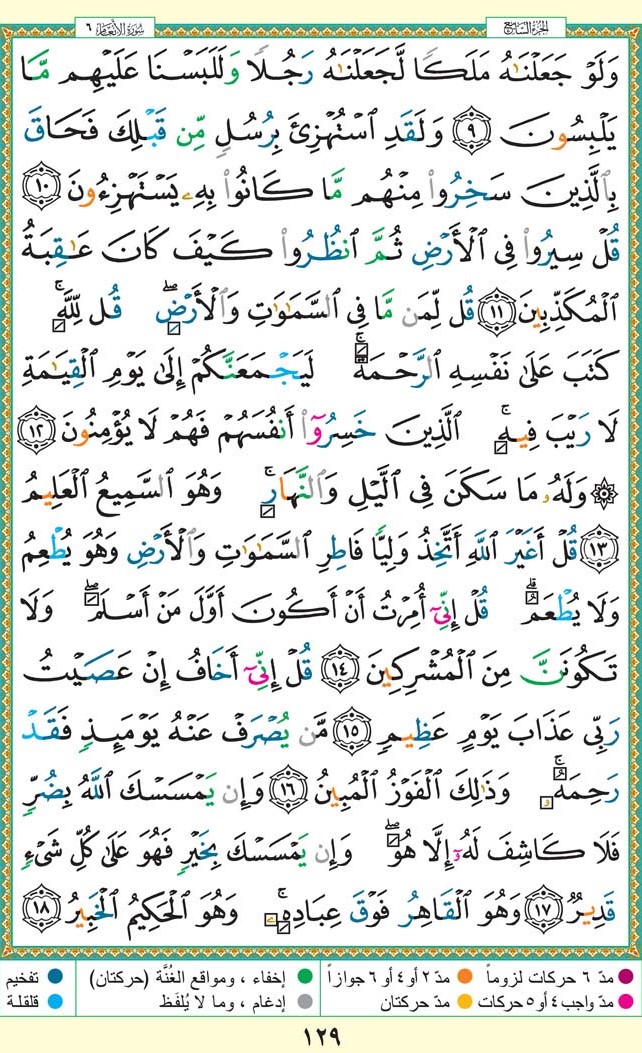 الجزء السابع
سورة الأنعام ٦
وَلَوْ جَعَلْنَٰهُ مَلَكًا لَّجَعَلْنَٰهُ رَجُلًا وَلَلَبَسْنَا عَلَيْهِم مَّا
يَلْبِسُونَ ۝٩ وَلَقَدِ ٱسْتُهْزِئَ بِرُسُلٍ مِّن قَبْلِكَ فَحَاقَ
بِٱلَّذِينَ سَخِرُوا۟ مِنْهُم مَّا كَانُوا۟ بِهِۦ يَسْتَهْزِءُونَ ۝١٠
قُلْ سِيرُوا۟ فِى ٱلْأَرْضِ ثُمَّ ٱنظُرُوا۟ كَيْفَ كَانَ عَٰقِبَةُ
ٱلْمُكَذِّبِينَ ۝١١ قُل لِّمَن مَّا فِى ٱلسَّمَٰوَٰتِ وَٱلْأَرْضِ ۖ قُل لِّلَّهِ ۚ
كَتَبَ عَلَىٰ نَفْسِهِ ٱلرَّحْمَةَ ۚ لَيَجْمَعَنَّكُمْ إِلَىٰ يَوْمِ ٱلْقِيَٰمَةِ
لَا رَيْبَ فِيهِ ۚ ٱلَّذِينَ خَسِرُوٓا۟ أَنفُسَهُمْ فَهُمْ لَا يُؤْمِنُونَ ۝١٢
۞ وَلَهُۥ مَا سَكَنَ فِى ٱلَّيْلِ وَٱلنَّهَارِ ۚ وَهُوَ ٱلسَّمِيعُ ٱلْعَلِيمُ
۝١٣ قُلْ أَغَيْرَ ٱللَّهِ أَتَّخِذُ وَلِيًّا فَاطِرِ ٱلسَّمَٰوَٰتِ وَٱلْأَرْضِ وَهُوَ يُطْعِمُ
وَلَا يُطْعَمُ ۗ قُلْ إِنِّىٓ أُمِرْتُ أَنْ أَكُونَ أَوَّلَ مَنْ أَسْلَمَ ۖ وَلَا
تَكُونَنَّ مِنَ ٱلْمُشْرِكِينَ ۝١٤ قُلْ إِنِّىٓ أَخَافُ إِنْ عَصَيْتُ
رَبِّى عَذَابَ يَوْمٍ عَظِيمٍ ۝١٥ مَّن يُصْرَفْ عَنْهُ يَوْمَئِذٍ فَقَدْ
رَحِمَهُۥ ۚ وَذَٰلِكَ ٱلْفَوْزُ ٱلْمُبِينُ ۝١٦ وَإِن يَمْسَسْكَ ٱللَّهُ بِضُرٍّ
فَلَا كَاشِفَ لَهُۥٓ إِلَّا هُوَ ۖ وَإِن يَمْسَسْكَ بِخَيْرٍ فَهُوَ عَلَىٰ كُلِّ شَىْءٍ
قَدِيرٌ ۝١٧ وَهُوَ ٱلْقَاهِرُ فَوْقَ عِبَادِهِۦ ۚ وَهُوَ ٱلْحَكِيمُ ٱلْخَبِيرُ ۝١٨
مدّ ٦ حركات لزوماً مدّ ٢ أو ٤ أو ٦ جوازاً إخفاء ، ومواقع الغُنَّة (حركتان) تفخيم
مدّ واجب ٤ أو ٥ حركات مدّ حركتان إدغام ، وما لا يُلفَظ قلقلة
١٢٩